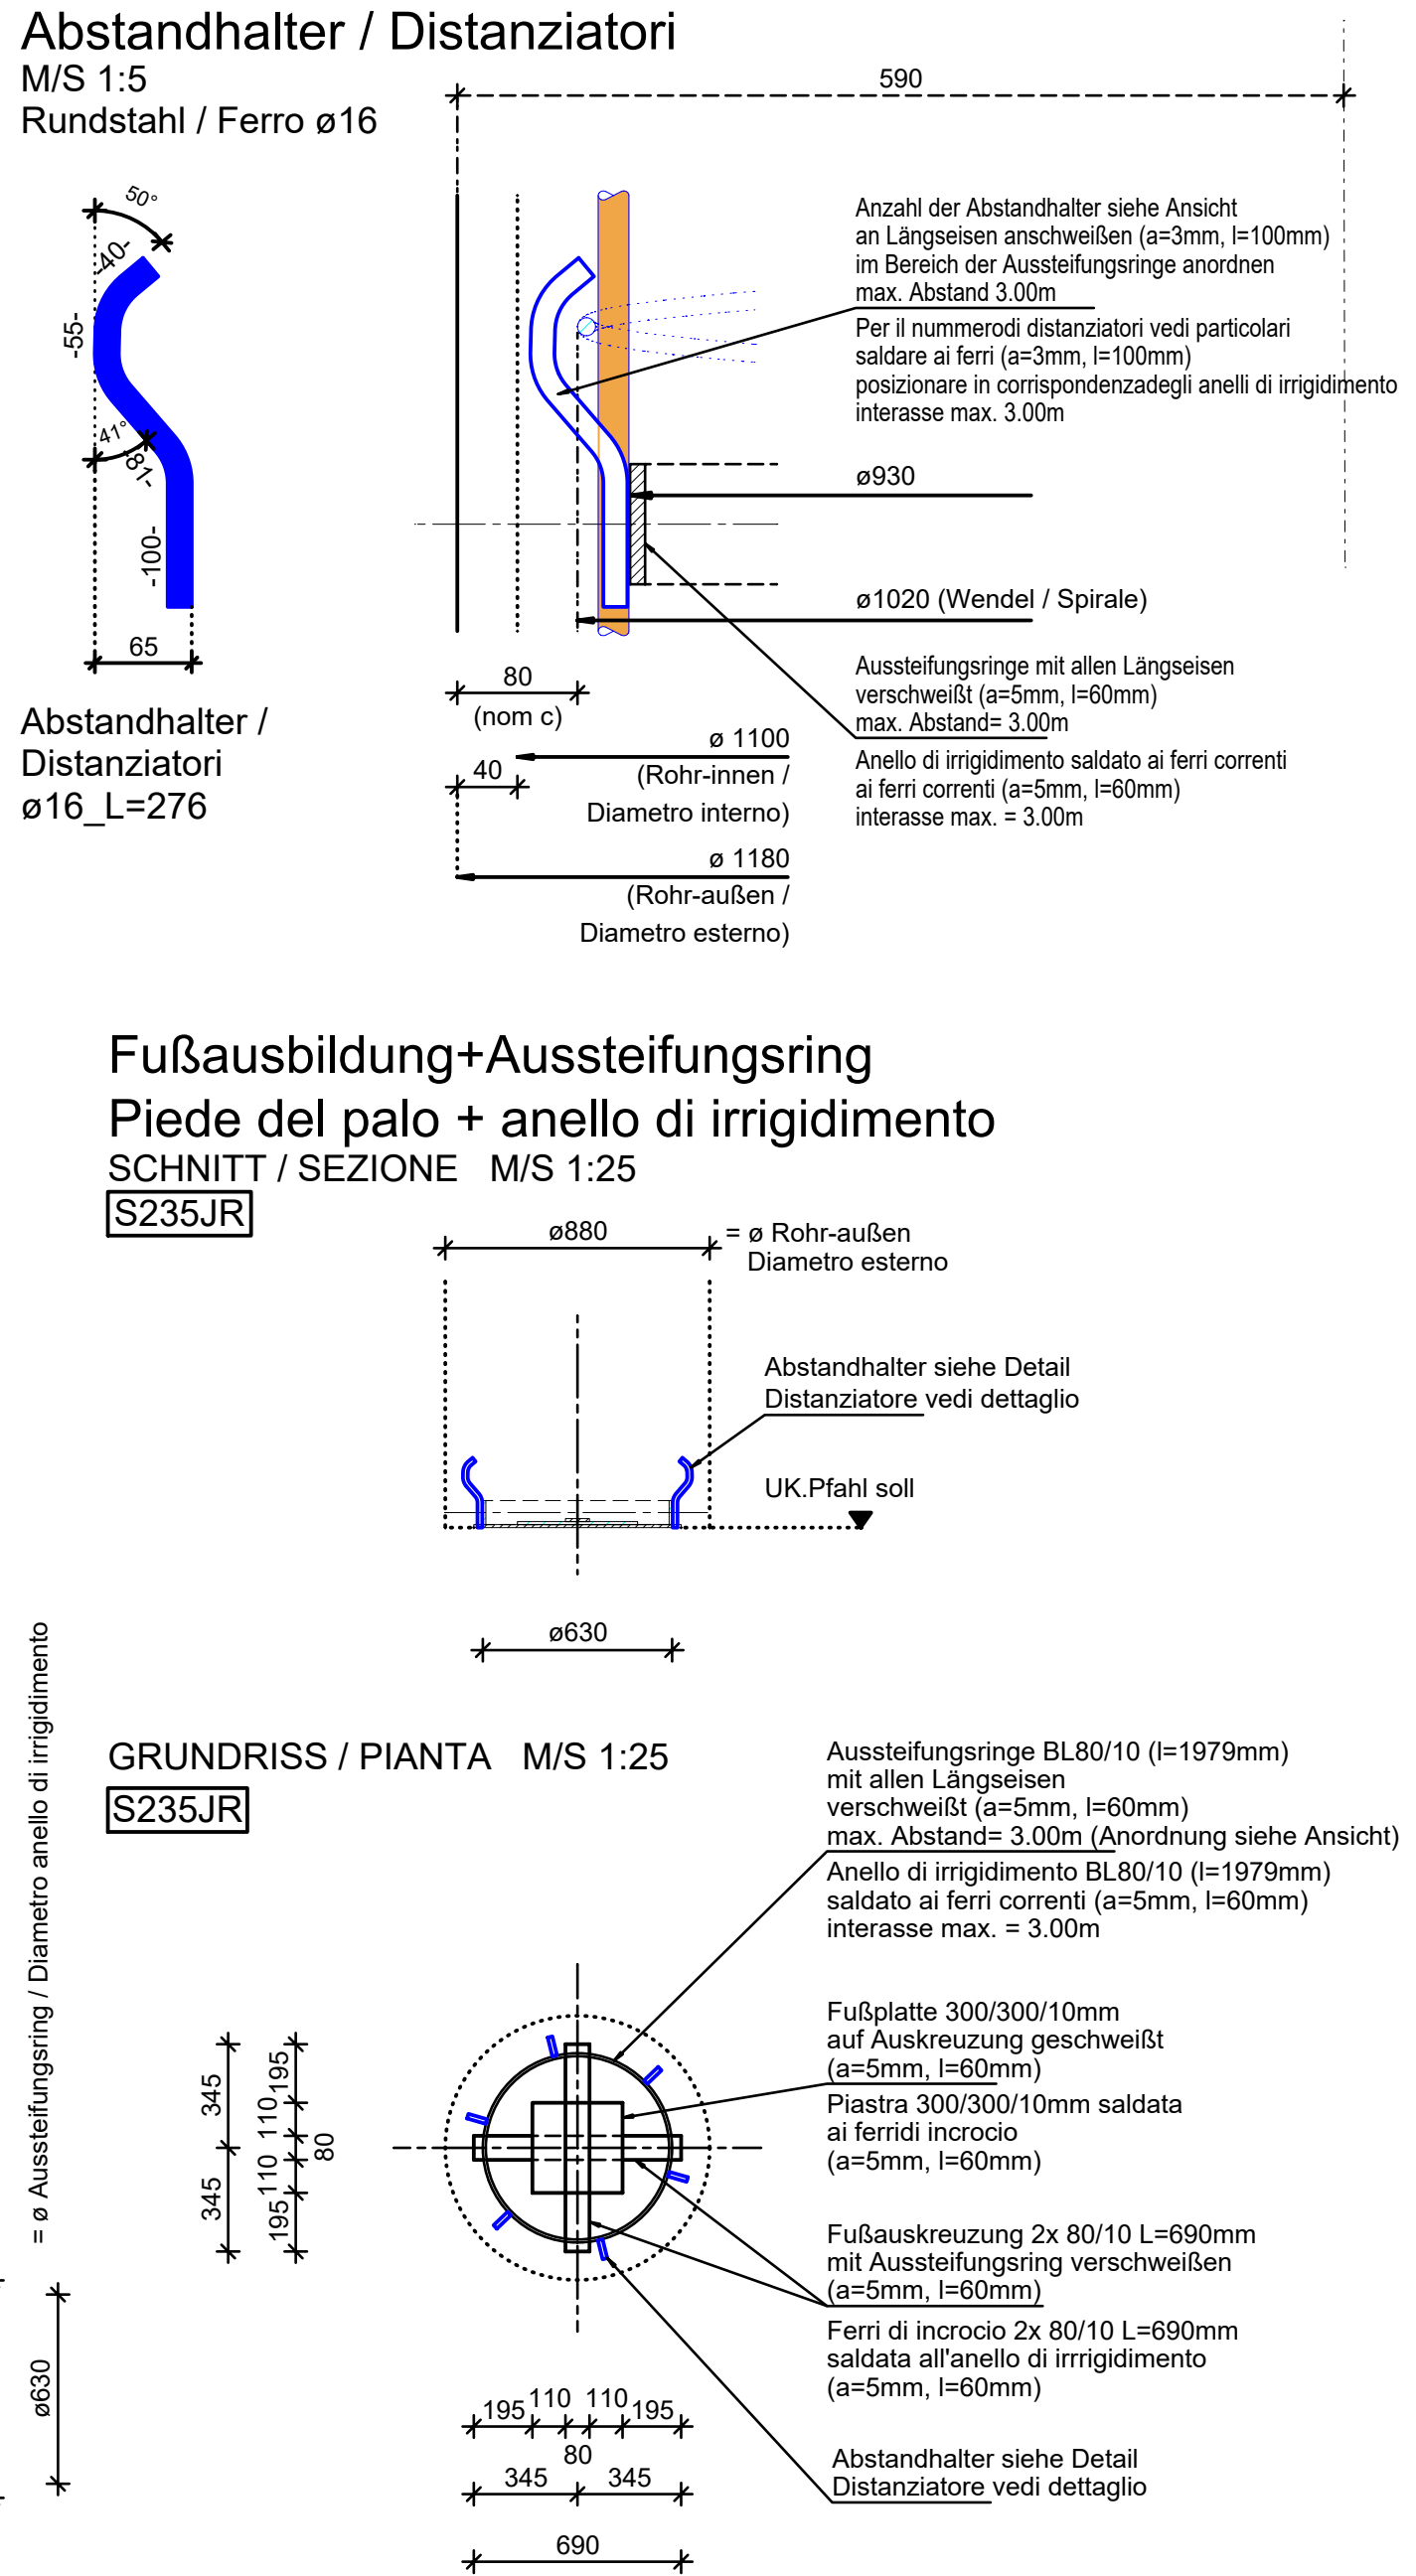 Abstandhalter / Distanziatori
M/S 1:5
Rundstahl / Ferro ø16
590
50°
-40-
-55-
41°
-81-
-100-
65
Abstandhalter /
Distanziatori
ø16_L=276
Anzahl der Abstandhalter siehe Ansicht
an Längseisen anschweißen (a=3mm, l=100mm)
im Bereich der Aussteifungsringe anordnen
max. Abstand 3.00m
Per il nummerodi distanziatori vedi particolari
saldare ai ferri (a=3mm, l=100mm)
posizionare in corrispondenzadegli anelli di irrigidimento
interasse max. 3.00m
ø930
ø1020 (Wendel / Spirale)
Aussteifungsringe mit allen Längseisen
verschweißt (a=5mm, l=60mm)
max. Abstand= 3.00m
Anello di irrigidimento saldato ai ferri correnti
ai ferri correnti (a=5mm, l=60mm)
interasse max. = 3.00m
80
(nom c)
40
ø 1100
(Rohr-innen /
Diametro interno)
ø 1180
(Rohr-außen /
Diametro esterno)
Fußausbildung+Aussteifungsring
Piede del palo + anello di irrigidimento
SCHNITT / SEZIONE M/S 1:25
S235JR
ø880
= ø Rohr-außen
Diametro esterno
Abstandhalter siehe Detail
Distanziatore vedi dettaglio
UK.Pfahl soll
ø630
= ø Aussteifungsring / Diametro anello di irrigidimento
ø630
GRUNDRISS / PIANTA M/S 1:25
S235JR
Aussteifungsringe BL80/10 (l=1979mm)
mit allen Längseisen
verschweißt (a=5mm, l=60mm)
max. Abstand= 3.00m (Anordnung siehe Ansicht)
Anello di irrigidimento BL80/10 (l=1979mm)
saldato ai ferri correnti (a=5mm, l=60mm)
interasse max. = 3.00m
Fußplatte 300/300/10mm
auf Auskreuzung geschweißt
(a=5mm, l=60mm)
Piastra 300/300/10mm saldata
ai ferridi incrocio
(a=5mm, l=60mm)
Fußauskreuzung 2x 80/10 L=690mm
mit Aussteifungsring verschweißen
(a=5mm, l=60mm)
Ferri di incrocio 2x 80/10 L=690mm
saldata all'anello di irrrigidimento
(a=5mm, l=60mm)
Abstandhalter siehe Detail
Distanziatore vedi dettaglio
345
345
195
110
80
110
195
195
110
110
195
80
345
345
690